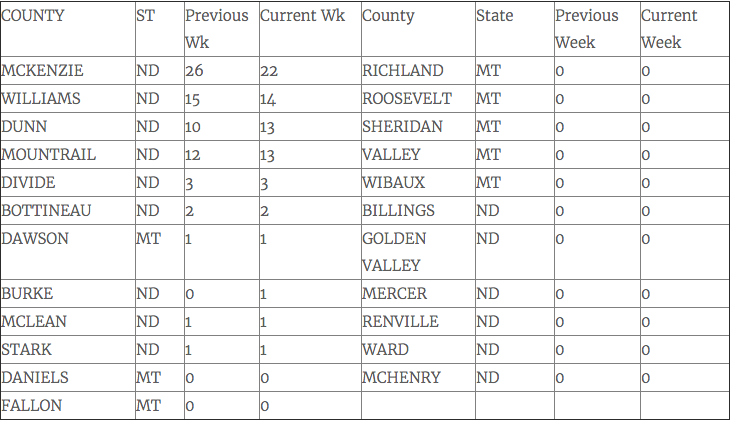 COUNTY ST Previous Current Wk County State Previous Current
Wk Week Week
MCKENZIE ND 26 22 RICHLAND MT 0 0
WILLIAMS ND 15 14 ROOSEVELT MT 0 0
DUNN ND 10 13 SHERIDAN MT 0 0
MOUNTRAIL ND 12 13 VALLEY MT 0 0
DIVIDE ND 3 3 WIBAUX MT 0 0
BOTTINEAU ND 2 2 BILLINGS ND 0 0
DAWSON MT 1 1 GOLDEN ND 0 0
VALLEY
BURKE ND 0 1 MERCER ND 0 0
MCLEAN ND 1 1 RENVILLE ND 0 0
STARK ND 1 1 WARD ND 0 0
DANIELS MT 0 0 MCHENRY ND 0 0
FALLON MT 0 0